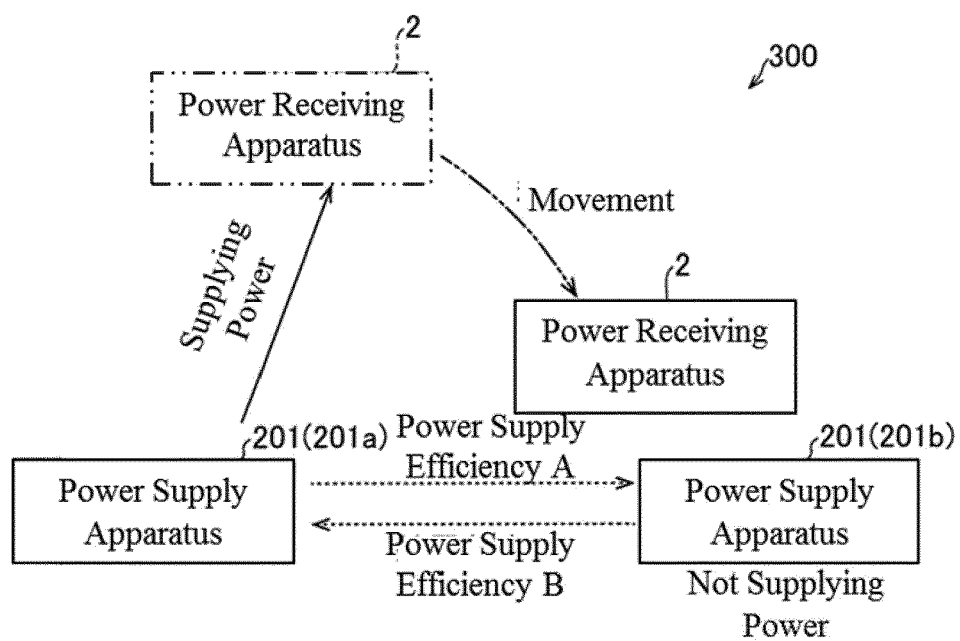 2
300
Power Receiving
Apparatus
Movement
Supplying
Power
2
Power Receiving
Apparatus
201(201a)
Power Supply
Efficiency A
201(201b)
Power Supply
Apparatus
Power Supply
Apparatus
Power Supply
Efficiency B
Not Supplying
Power